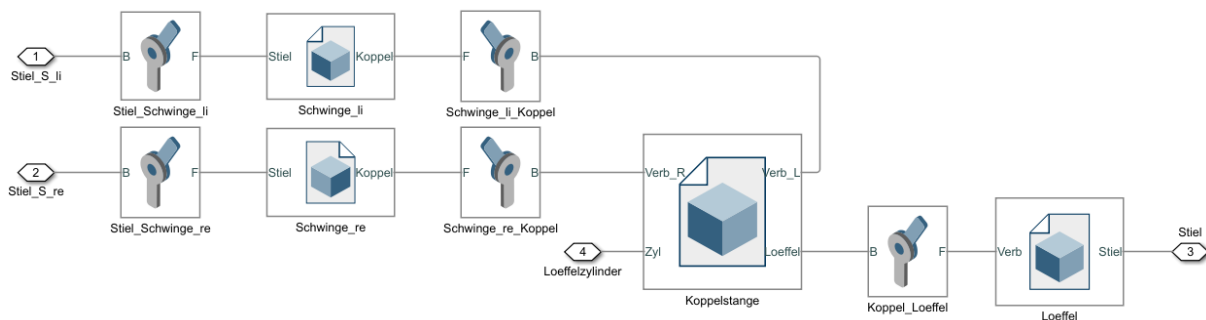 1
B
F
Stiel
Koppel
F
B
Stiel_S_li
Stiel_Schwinge_li
Schwinge_li
Schwinge_li_Koppel
2
B
F
Stiel
Koppel
F
B
Verb_R
Verb_L
Stiel_S_re
Stiel_Schwinge_re
Schwinge_re
Schwinge_re_Koppel
4
Zyl
Loeffel
B
F
Verb
Stiel
Stiel
3
Loeffelzylinder
Koppelstange
Koppel_Loeffel
Loeffel